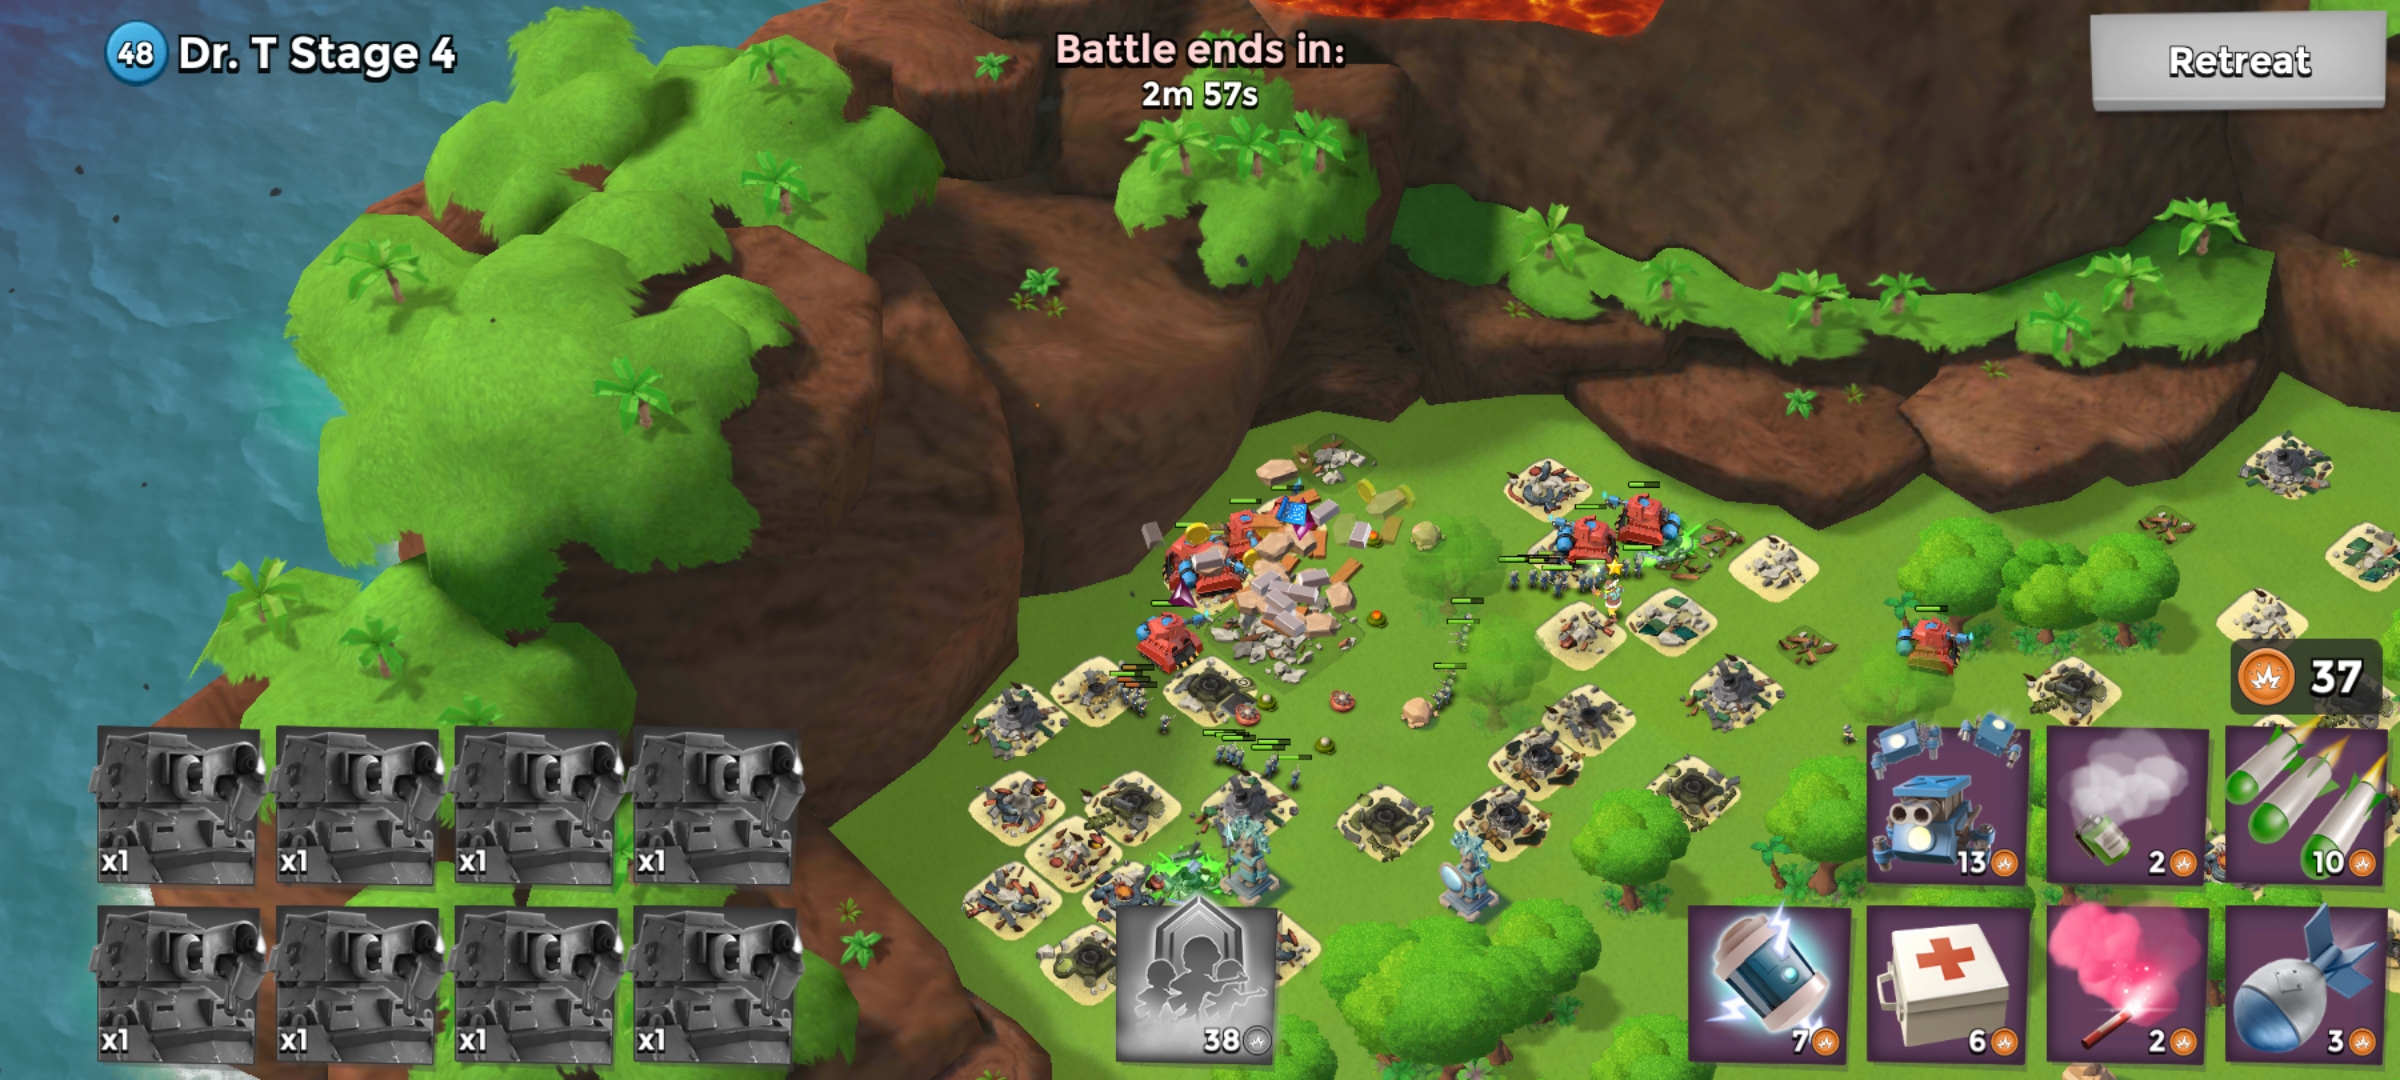 48 Dr. T Stage 4
Battle ends in:
2m 57s
Retreat
37
x1 x1 x1 x1
13 2 10
x1 x1 x1 x1
38 7 6 2 3